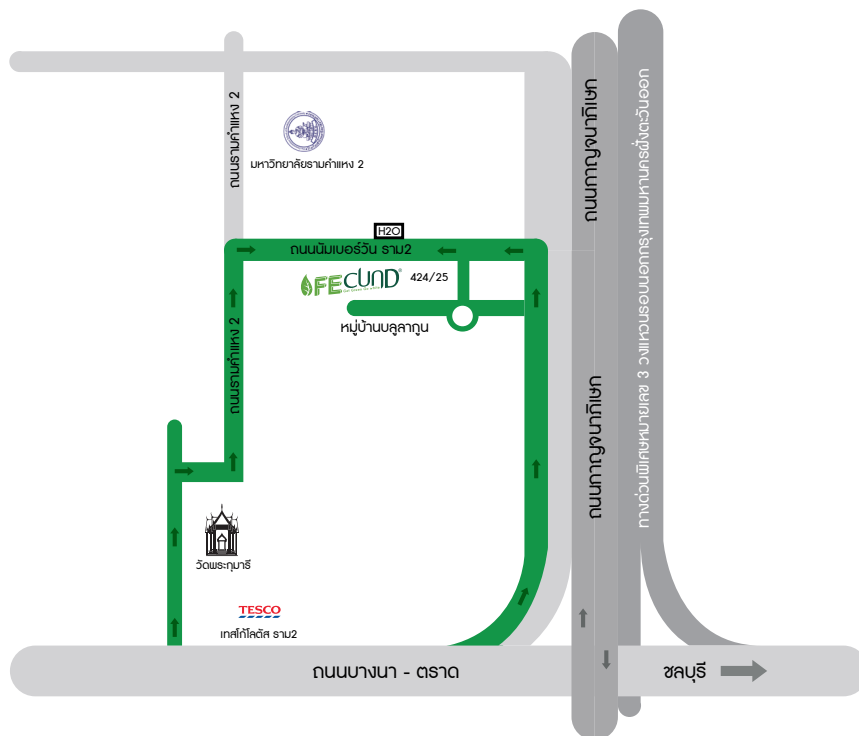 ถนนรามคำแหง 2
มหาวิทยาลัยรามคำแหง 2
ถนนกาญจนาภิเษก
ทางด่วนพิเศษหมายเลข 3 วงแหวนรอบนอกกรุงเทพมหานครฝั่งตะวันออก
H2O
ถนนนัมเบอร์วัน ราม2
FECUND
424/25
หมู่บ้านบลูลากูน
ถนนรามคำแหง 2
ถนนกาญจนาภิเษก
วัดพระกุมารี
TESCO
เทสโก้โลตัส ราม2
ถนนบางนา - ตราด
ชลบุรี